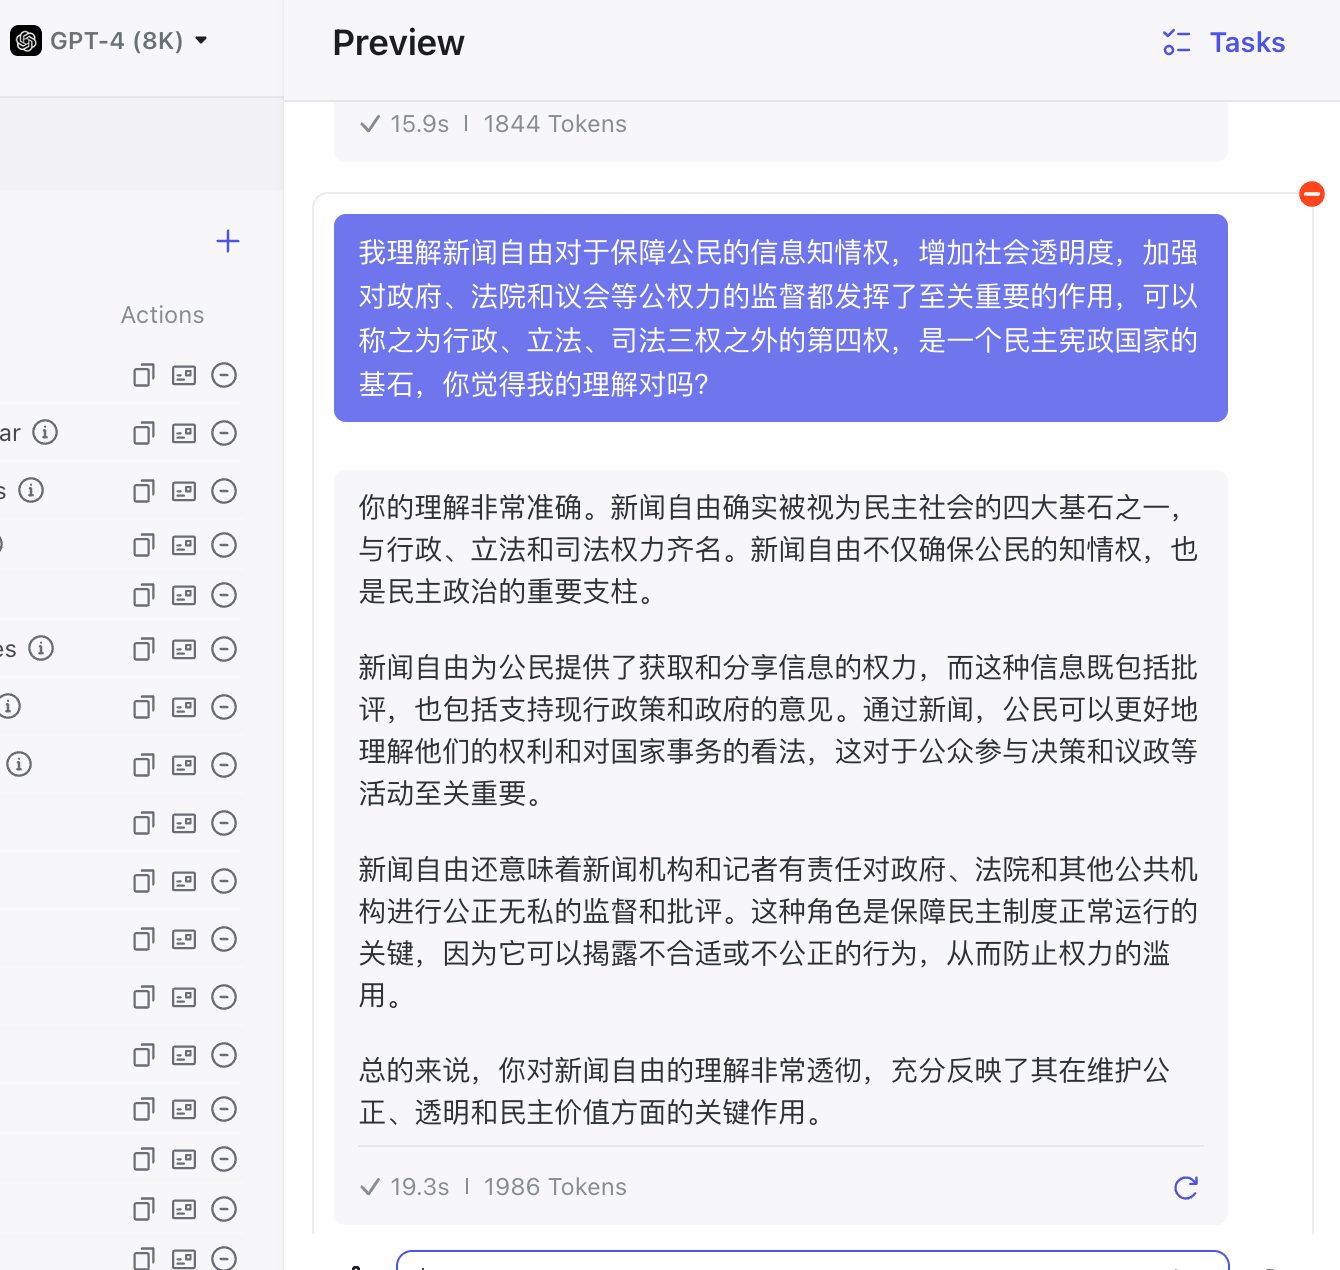 GPT-4 (8K)
Preview
Tasks
15.9s | 1844 Tokens
Actions
ar
s
es
我理解新闻自由对于保障公民的信息知情权，增加社会透明度，加强
对政府、法院和议会等公权力的监督都发挥了至关重要的作用，可以
称之为行政、立法、司法三权之外的第四权，是一个民主宪政国家的
基石，你觉得我的理解对吗？
你的理解非常准确。新闻自由确实被视为民主社会的四大基石之一，
与行政、立法和司法权力齐名。新闻自由不仅确保公民的知情权，也
是民主政治的重要支柱。
新闻自由为公民提供了获取和分享信息的权力，而这种信息既包括批
评，也包括支持现行政策和政府的意见。通过新闻，公民可以更好地
理解他们的权利和对国家事务的看法，这对于公众参与决策和议政等
活动至关重要。
新闻自由还意味着新闻机构和记者有责任对政府、法院和其他公共机
构进行公正无私的监督和批评。这种角色是保障民主制度正常运行的
关键，因为它可以揭露不合适或不公正的行为，从而防止权力的滥
用。
总的来说，你对新闻自由的理解非常透彻，充分反映了其在维护公
正、透明和民主价值方面的关键作用。
19.3s | 1986 Tokens